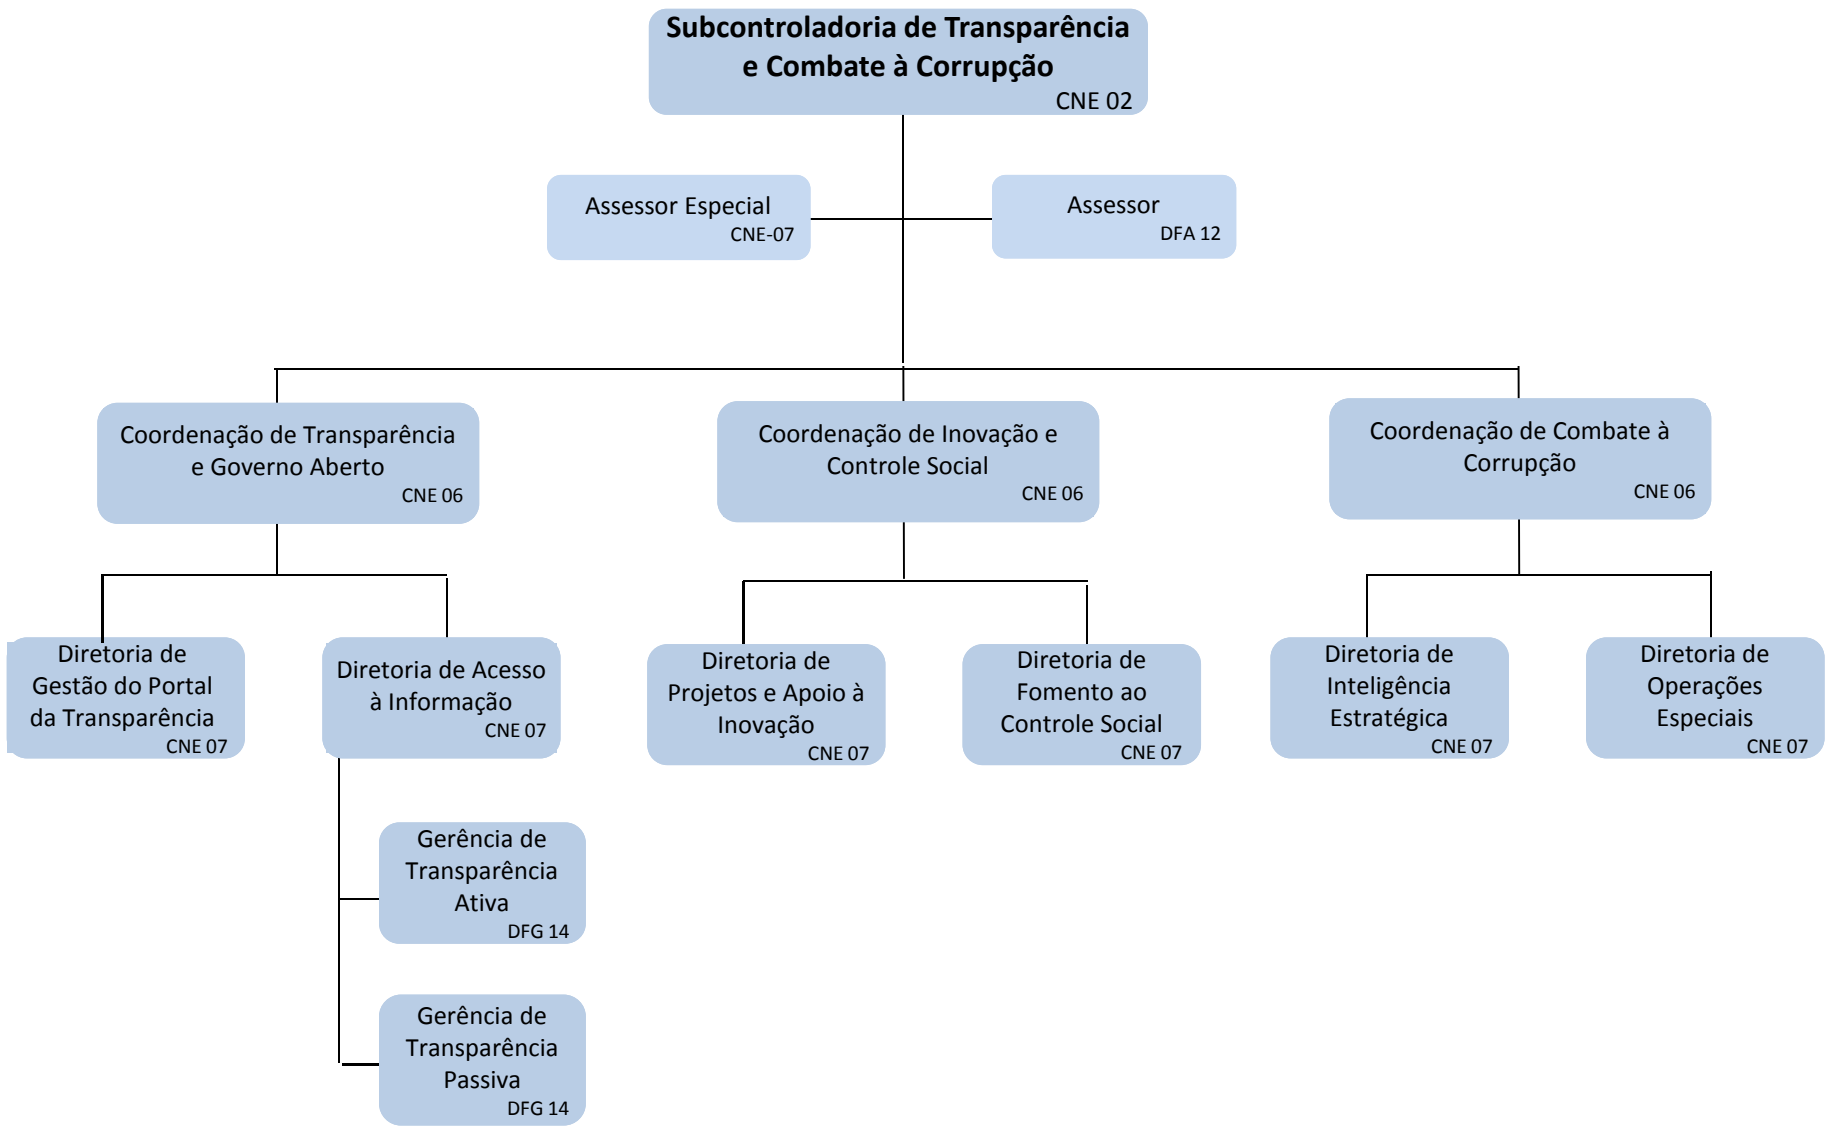 Subcontroladoria de Transparência
e Combate à Corrupção
CNE 02
Assessor Especial
CNE-07
Assessor
DFA 12
Coordenação de Transparência
e Governo Aberto
CNE 06
Coordenação de Inovação e
Controle Social
CNE 06
Coordenação de Combate à
Corrupção
CNE 06
Diretoria de
Gestão do Portal
da Transparência
CNE 07
Diretoria de Acesso
à Informação
CNE 07
Diretoria de
Projetos e Apoio à
Inovação
CNE 07
Diretoria de
Fomento ao
Controle Social
CNE 07
Diretoria de
Inteligência
Estratégica
CNE 07
Diretoria de
Operações
Especiais
CNE 07
Gerência de
Transparência
Ativa
DFG 14
Gerência de
Transparência
Passiva
DFG 14